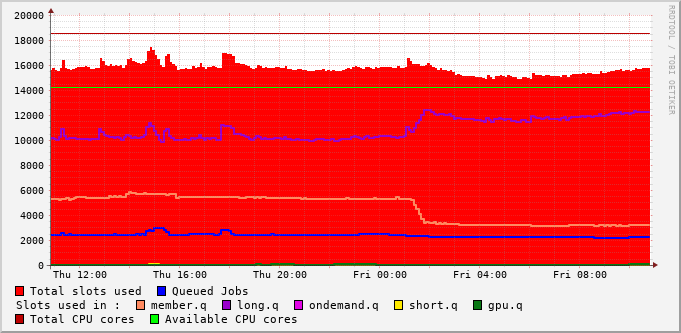 20000
18000
16000
14000
12000
10000
8000
6000
4000
2000
0
Thu 12:00 Thu 16:00 Thu 20:00 Fri 00:00 Fri 04:00 Fri 08:00
Total slots used Queued Jobs
Slots used in : member.q long.q ondemand.q short.q gpu.q
Total CPU cores Available CPU cores
RRDTOOL / TOBI OETIKER